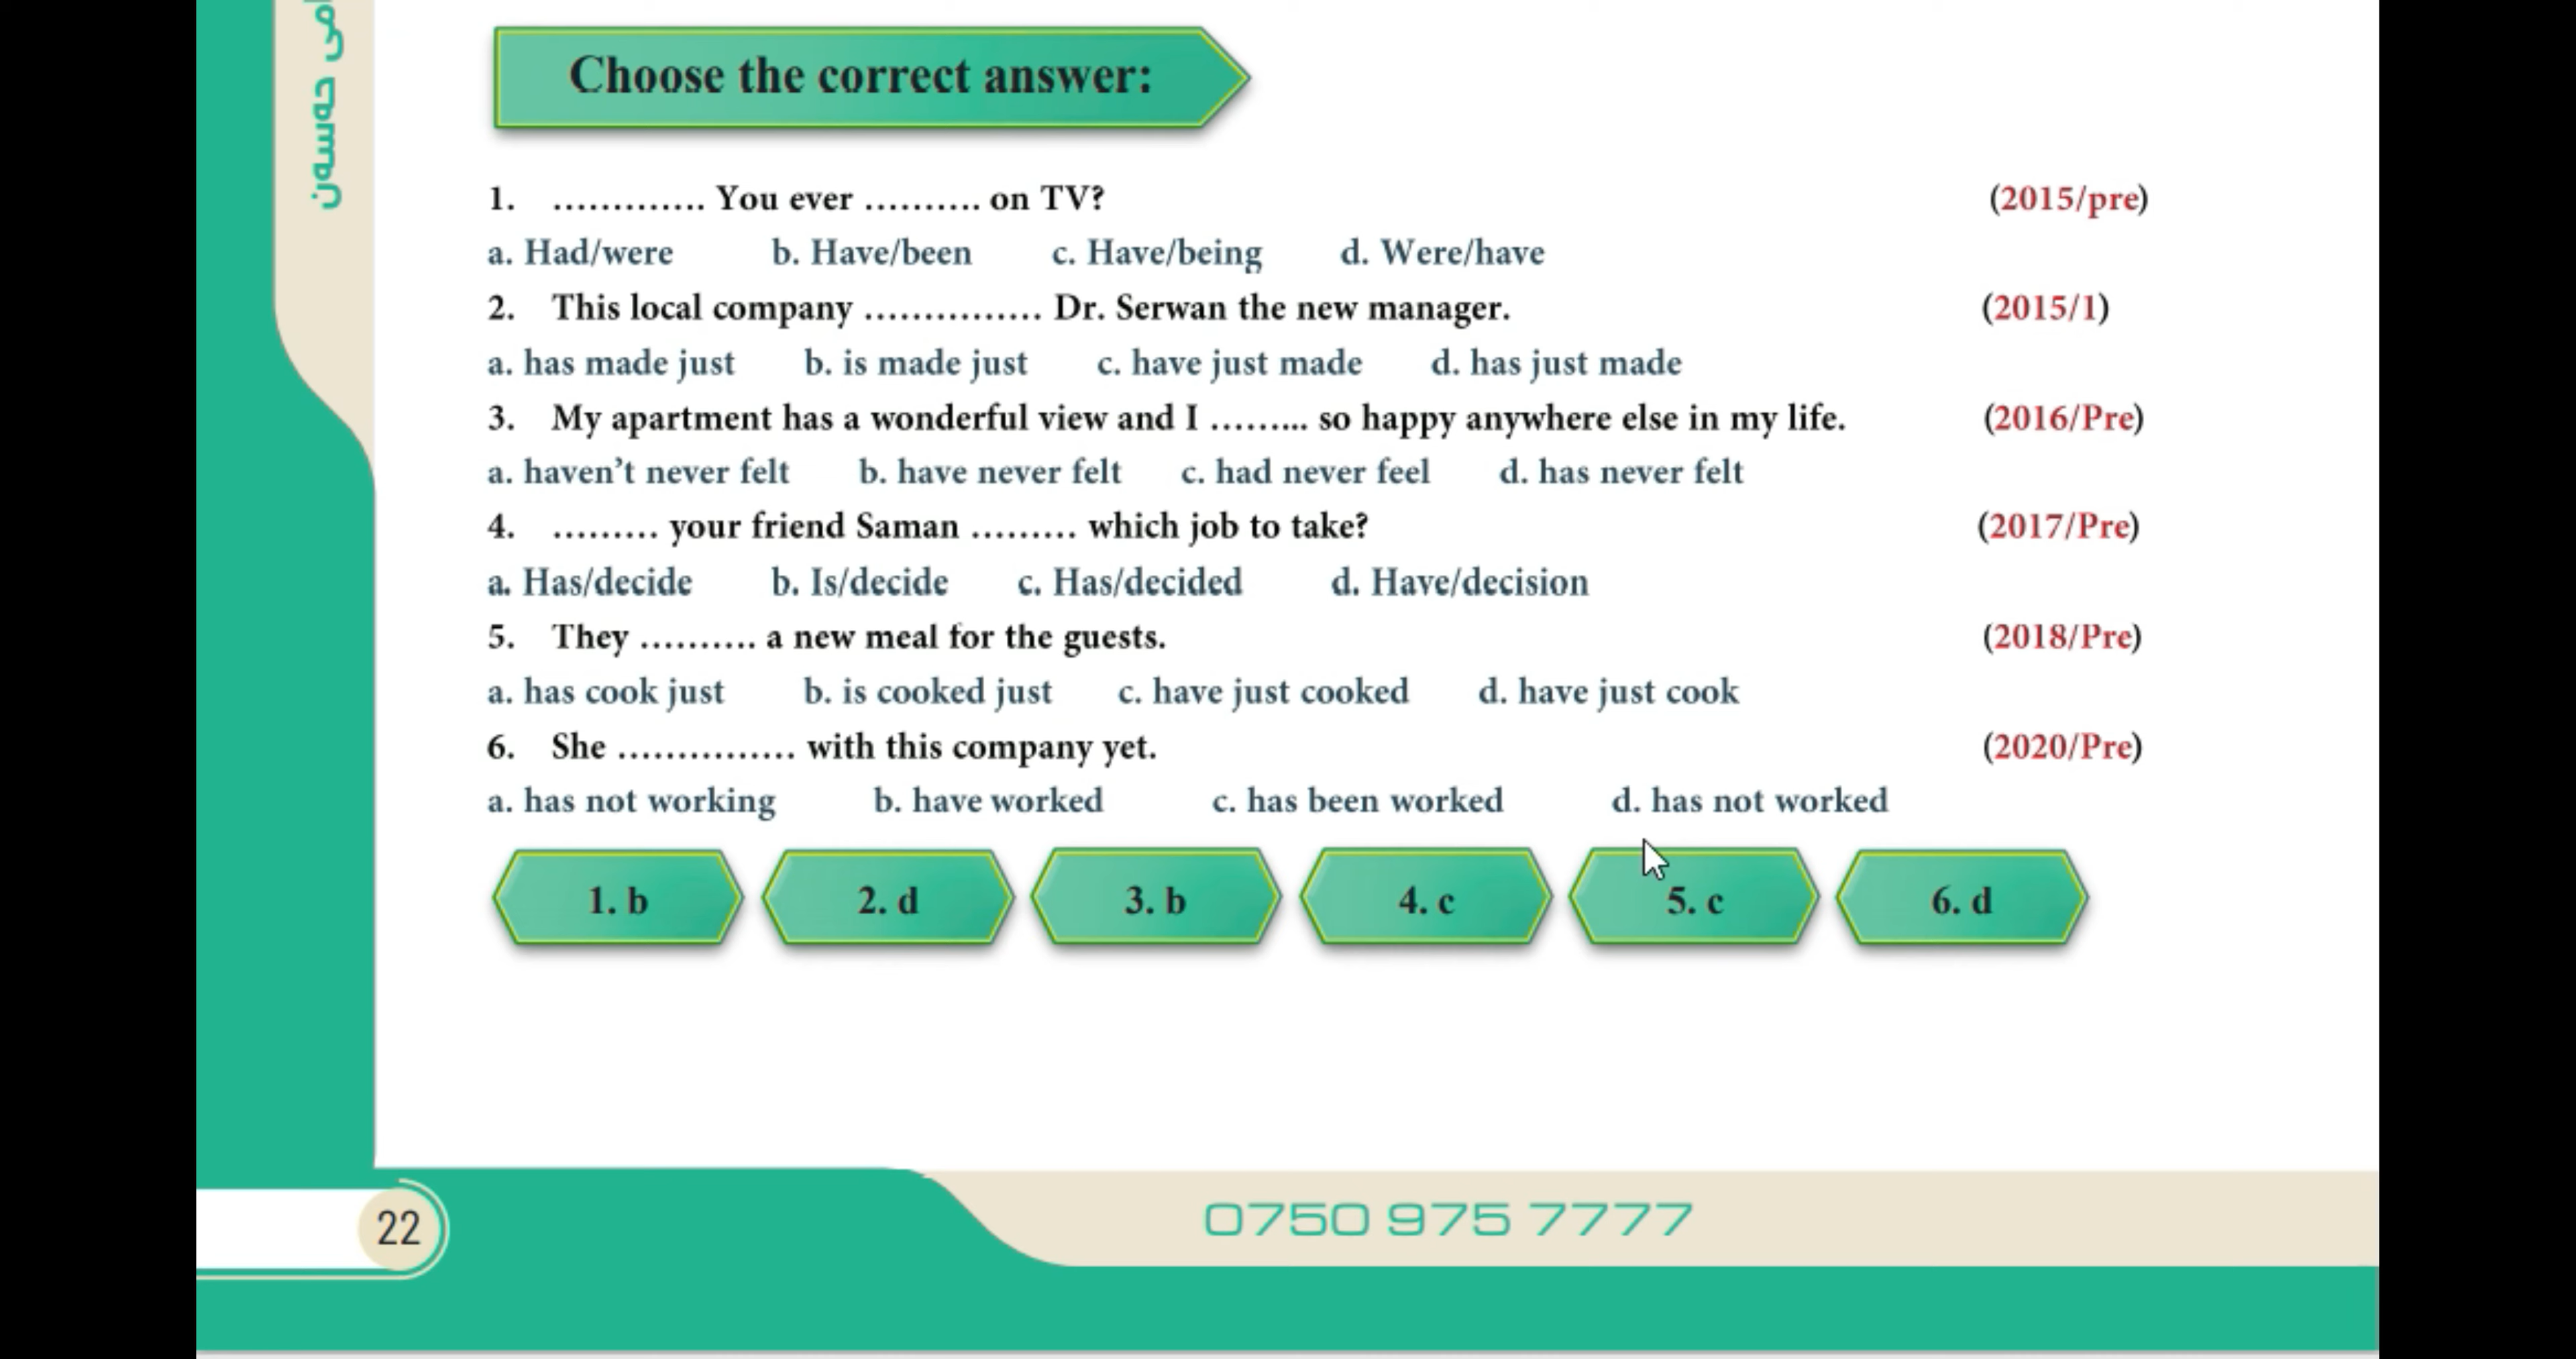 حەسەن
Choose the correct answer:
1. ............. You ever .......... on TV? (2015/pre)
a. Had/were b. Have/been c. Have/being d. Were/have
2. This local company ............... Dr. Serwan the new manager. (2015/1)
a. has made just b. is made just c. have just made d. has just made
3. My apartment has a wonderful view and I ......... so happy anywhere else in my life. (2016/Pre)
a. haven’t never felt b. have never felt c. had never feel d. has never felt
4. ......... your friend Saman ......... which job to take? (2017/Pre)
a. Has/decide b. Is/decide c. Has/decided d. Have/decision
5. They .......... a new meal for the guests. (2018/Pre)
a. has cook just b. is cooked just c. have just cooked d. have just cook
6. She ............... with this company yet. (2020/Pre)
a. has not working b. have worked c. has been worked d. has not worked
1. b 2. d 3. b 4. c 5. c 6. d
22
0750 975 7777